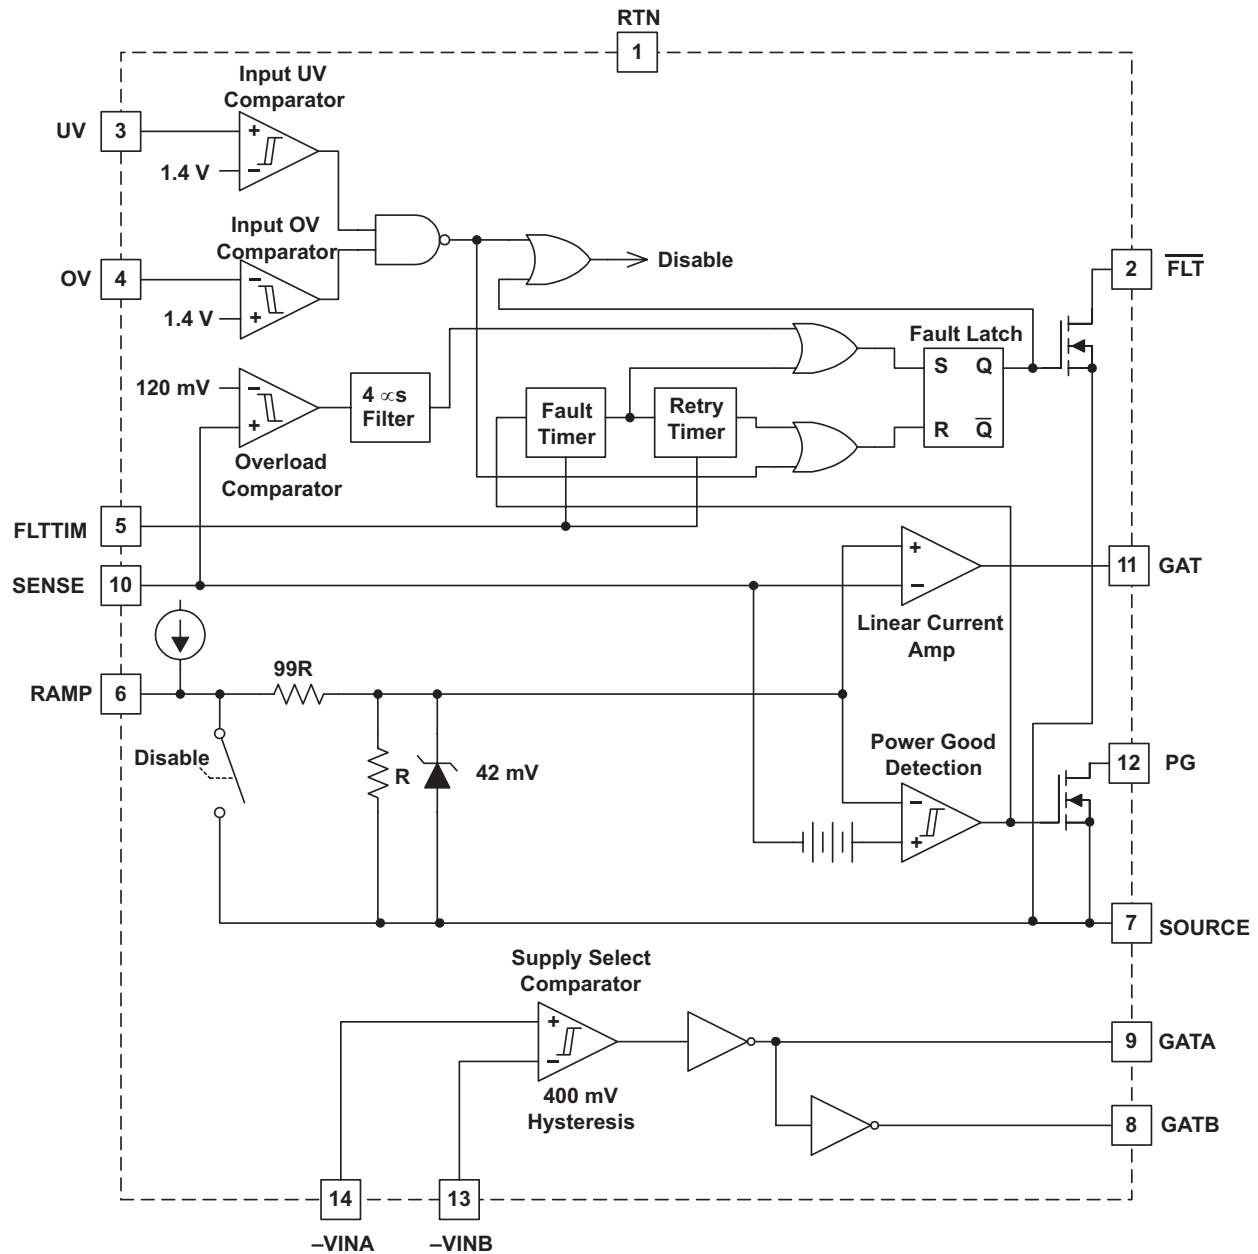 RTN
1
Input UV
Comparator
UV
3
+
1.4 V
−
Input OV
Comparator
OV
4
−
1.4 V
+
Disable
2
FLT
Fault Latch
120 mV
−
+
4 ∝s
Filter
Fault
Timer
Retry
Timer
S Q
R Q
Overload
Comparator
FLTTIM
5
SENSE
10
+
−
11
GAT
Linear Current
Amp
99R
RAMP
6
Disable
R
42 mV
Power Good
Detection
12
PG
−
+
7
SOURCE
Supply Select
Comparator
+
−
400 mV
Hysteresis
9
GATA
8
GATB
14
13
–VINA
–VINB